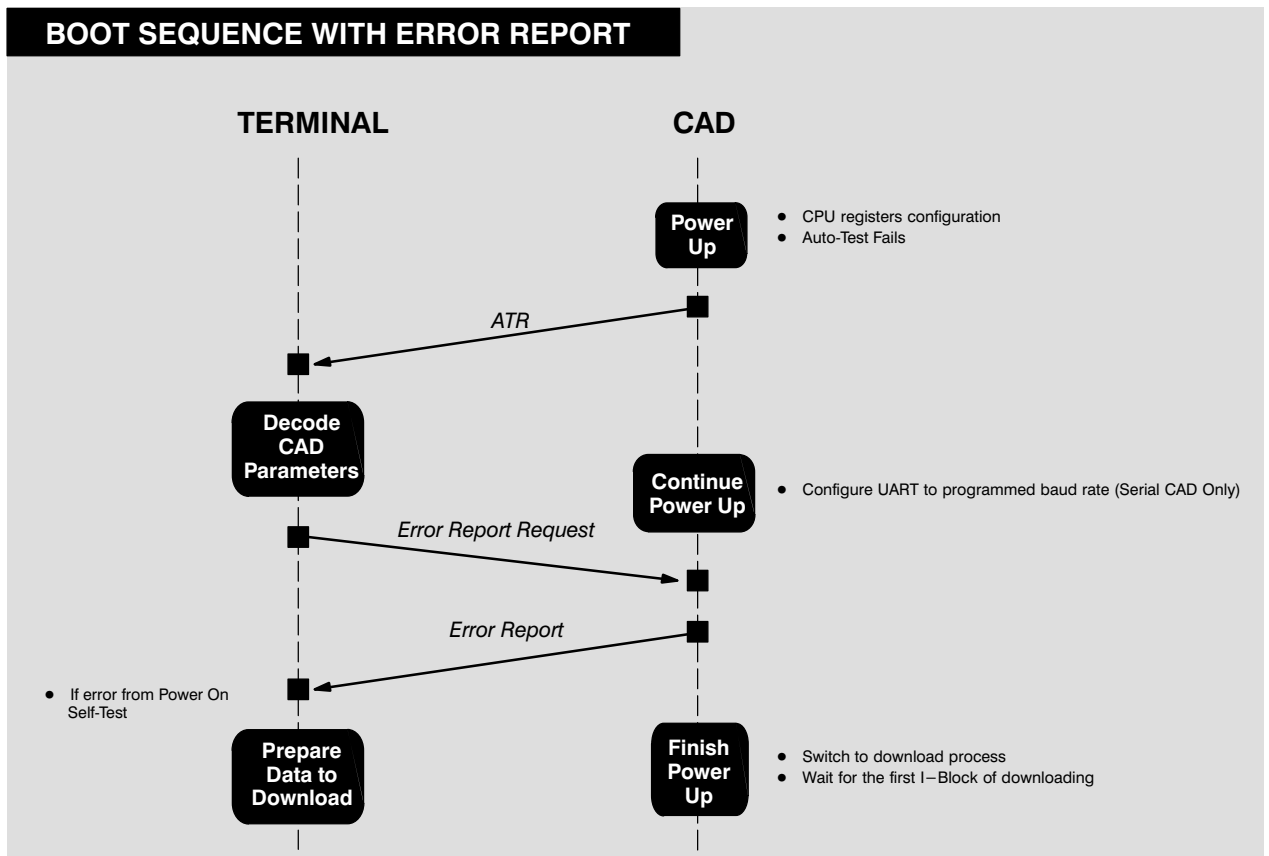 BOOT SEQUENCE WITH ERROR REPORT
TERMINAL
CAD
Power
Up
● CPU registers configuration
● Auto-Test Fails
ATR
Decode
CAD
Parameters
Continue
Power Up
● Configure UART to programmed baud rate (Serial CAD Only)
Error Report Request
Error Report
● If error from Power On
Self-Test
Prepare
Data to
Download
Finish
Power
Up
● Switch to download process
● Wait for the first I−Block of downloading